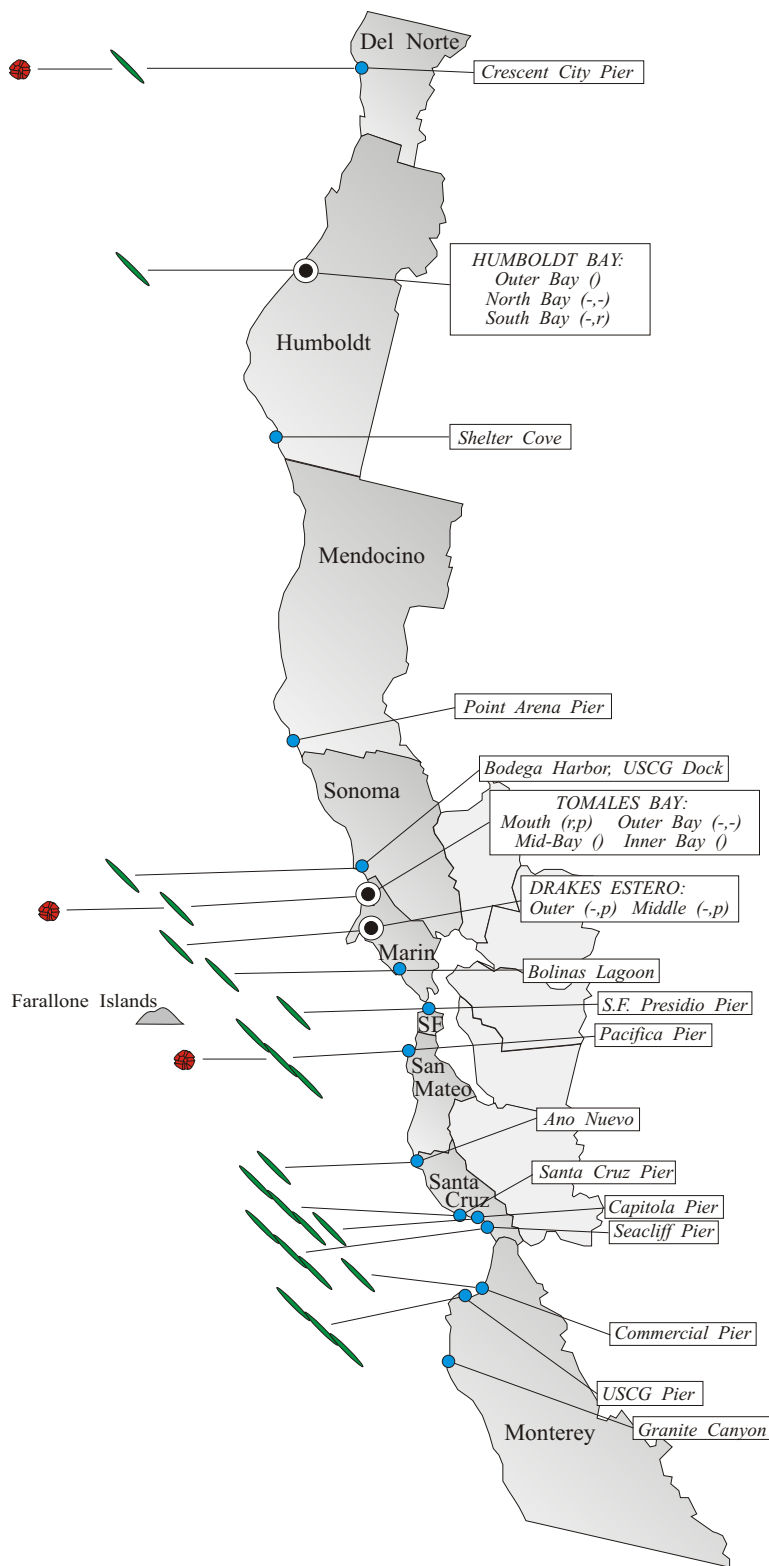 Del Norte
Crescent City Pier
HUMBOLDT BAY:
Outer Bay ()
North Bay (-,-)
South Bay (-,r)
Humboldt
Shelter Cove
Mendocino
Point Arena Pier
Bodega Harbor, USCG Dock
Sonoma
TOMALES BAY:
Mouth (r,p) Outer Bay (-,-)
Mid-Bay () Inner Bay ()
DRAKES ESTERO:
Outer (-,p) Middle (-,p)
Marin
Bolinas Lagoon
Farallone Islands
S.F. Presidio Pier
SF
Pacifica Pier
San
Mateo
Ano Nuevo
Santa Cruz Pier
Santa
Cruz
Capitola Pier
Seacliff Pier
Commercial Pier
USCG Pier
Granite Canyon
Monterey